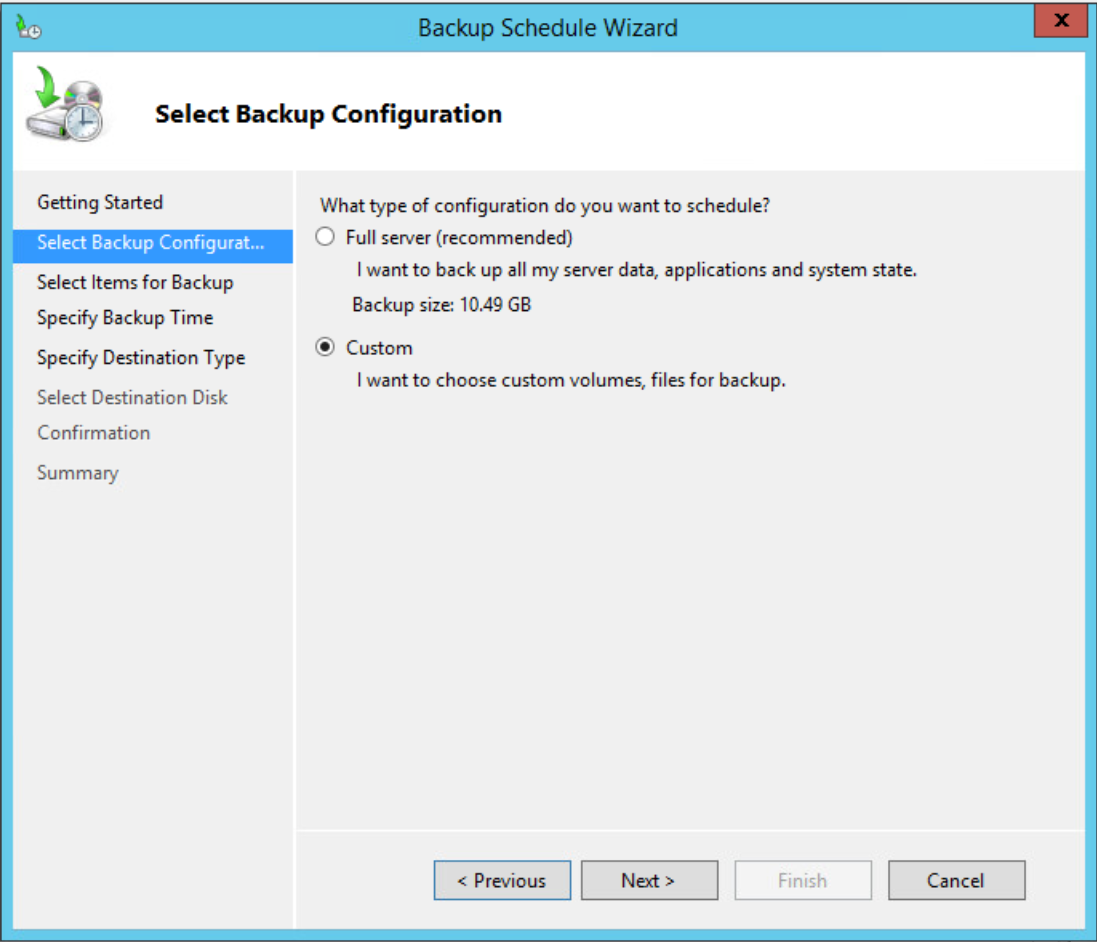 Backup Schedule Wizard
x
Select Backup Configuration
Getting Started
Select Backup Configurat...
Select Items for Backup
Specify Backup Time
Specify Destination Type
Select Destination Disk
Confirmation
Summary
What type of configuration do you want to schedule?
Full server (recommended)
I want to back up all my server data, applications and system state.
Backup size: 10.49 GB
Custom
I want to choose custom volumes, files for backup.
< Previous
Next >
Finish
Cancel